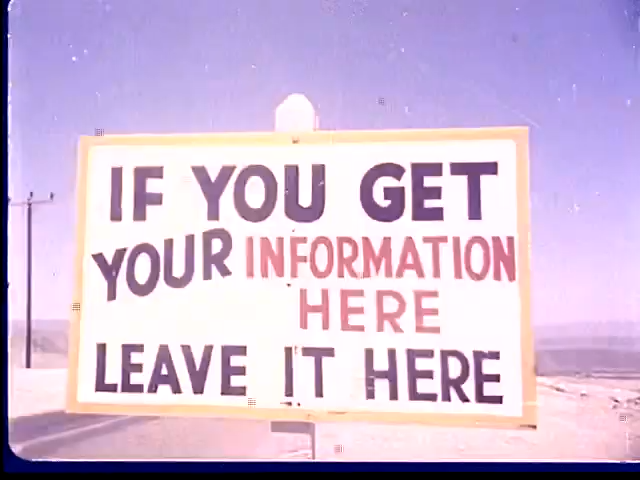 IF YOU GET
YOUR INFORMATION
HERE
LEAVE IT HERE